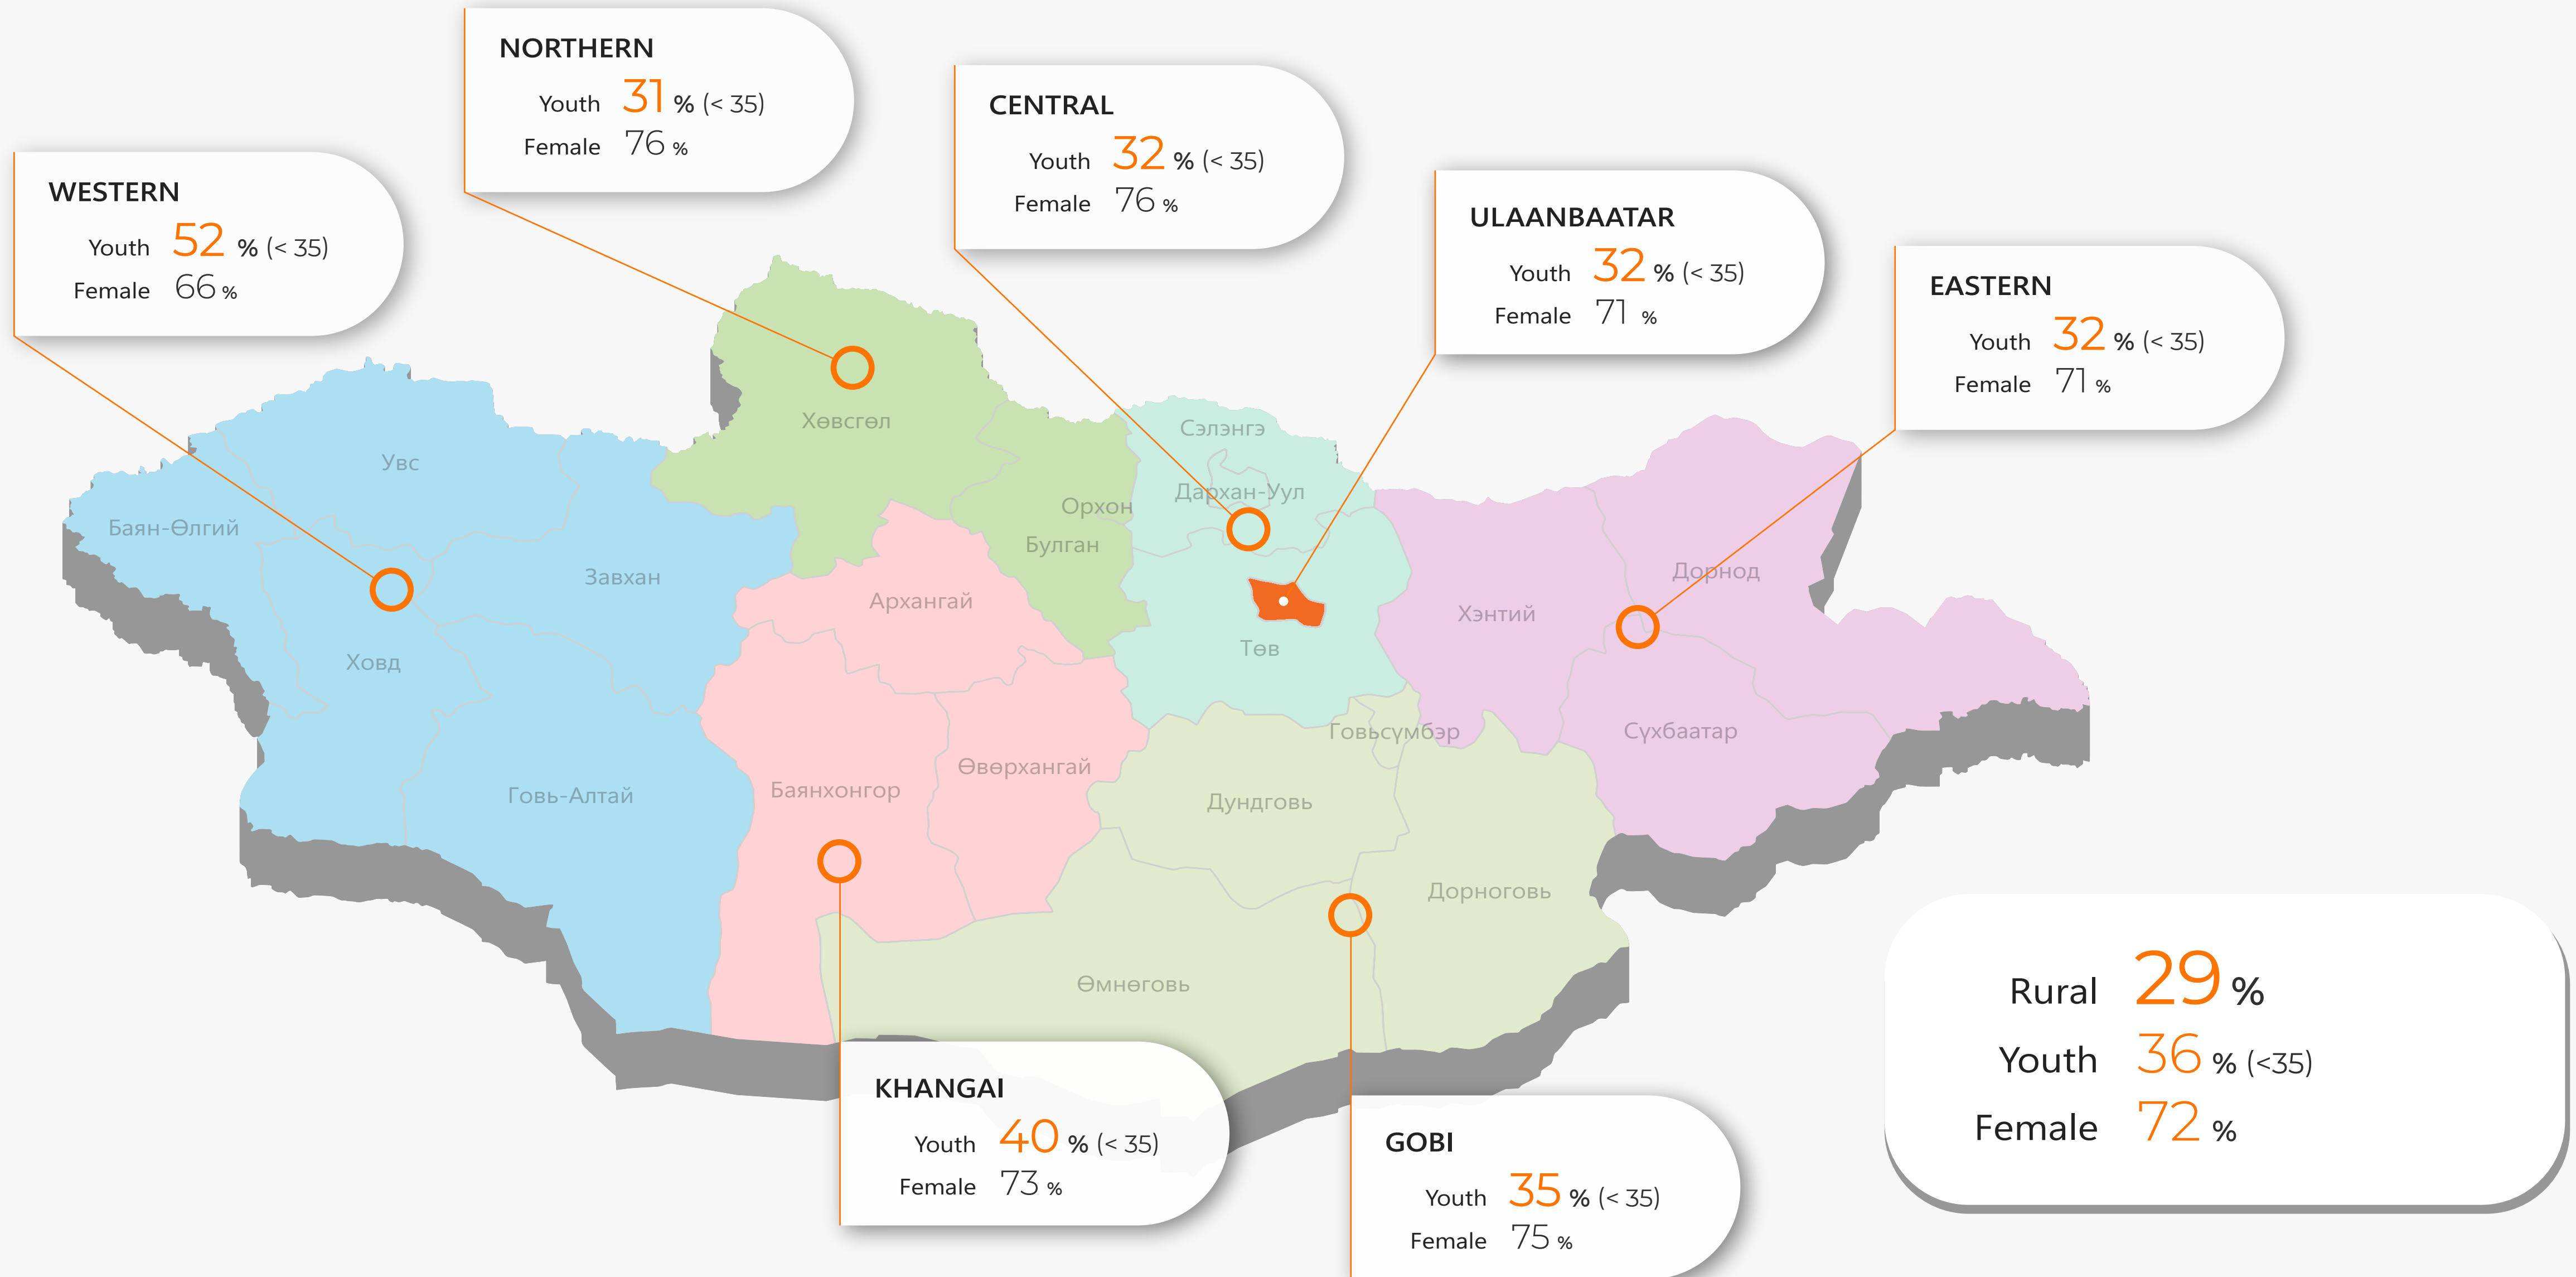 NORTHERN
Youth 31 % (< 35)
Female 76 %
CENTRAL
Youth 32 % (< 35)
Female 76 %
WESTERN
Youth 52 % (< 35)
Female 66 %
ULAANBAATAR
Youth 32 % (< 35)
Female 71 %
EASTERN
Youth 32 % (< 35)
Female 71 %
Хөвсгөл
Сэлэнгэ
Увс
Дархан-Уул
Орхон
Баян-Өлгий
Булган
Завхан
Дорнод
Архангай
Хэнтий
Төв
Ховд
Говьсүмбэр
Сүхбаатар
Өвөрхангай
Баянхонгор
Говь-Алтай
Дундговь
Дорноговь
Өмнөговь
KHANGAI
Youth 40 % (< 35)
Female 73 %
GOBI
Youth 35 % (< 35)
Female 75 %
Rural 29 %
Youth 36 % (<35)
Female 72 %